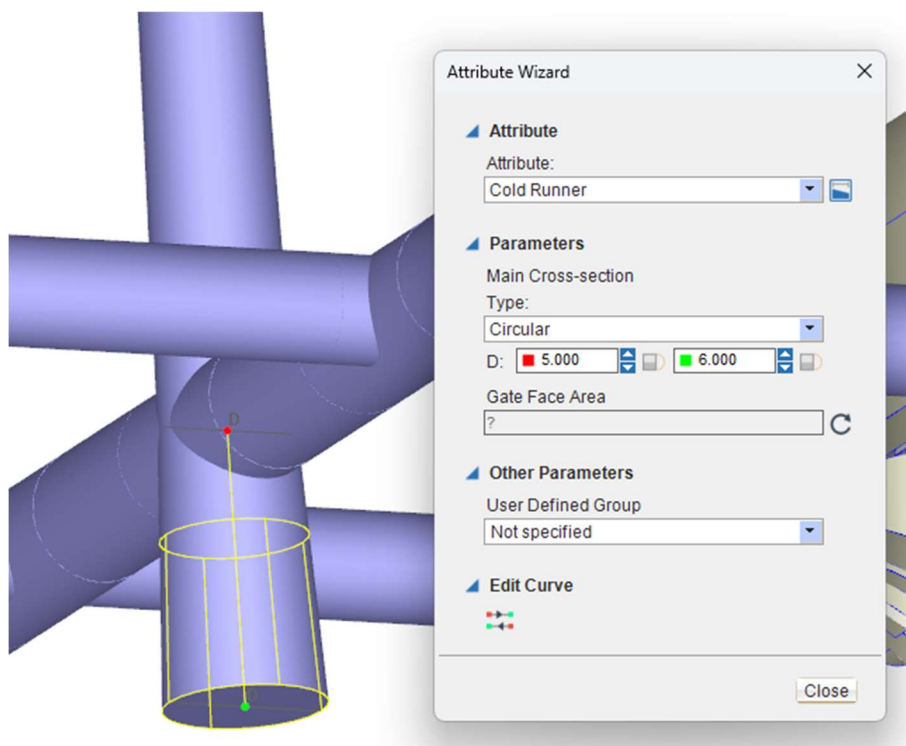 Attribute Wizard
Attribute
Attribute:
Cold Runner
Parameters
Main Cross-section
Type:
Circular
D: 5.000 6.000
Gate Face Area
?
Other Parameters
User Defined Group
Not specified
Edit Curve
Close
D